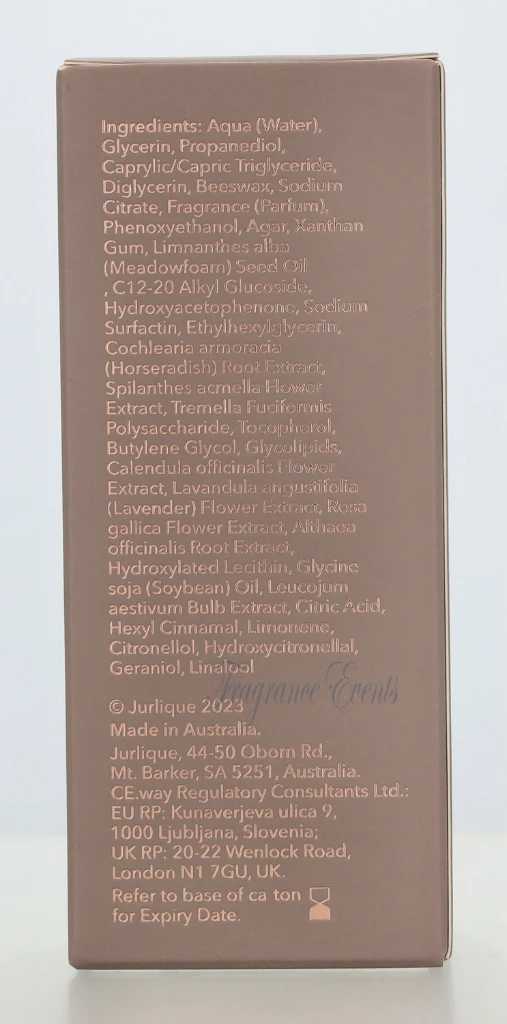 Ingredients: Aqua (Water),
Glycerin, Propanediol,
Caprylic/Capric Triglyceride,
Diglycerin, Beeswax, Sodium
Citrate, Fragrance (Parfum),
Phenoxyethanol, Agar, Xanthan
Gum, Limnanthes alba
(Meadowfoam) Seed Oil
, C12-20 Alkyl Glucoside,
Hydroxyacetophenone, Sodium
Surfactin, Ethylhexylglycerin,
Cochlearia armoracia
(Horseradish) Root Extract,
Spilanthes acmella Flower
Extract, Tremella Fuciformis
Polysaccharide, Tocopherol,
Butylene Glycol, Glycolipids,
Calendula officinalis Flower
Extract, Lavandula angustifolia
(Lavender) Flower Extract, Rosa
gallica Flower Extract, Althaea
officinalis Root Extract,
Hydroxylated Lecithin, Glycine
soja (Soybean) Oil, Leucojum
aestivum Bulb Extract, Citric Acid,
Hexyl Cinnamal, Limonene,
Citronellol, Hydroxycitronellal,
Geraniol, Linalool
Fragrance Events
© Jurlique 2023
Made in Australia.
Jurlique, 44-50 Oborn Rd.,
Mt. Barker, SA 5251, Australia.
CE.way Regulatory Consultants Ltd.:
EU RP: Kunaverjeva ulica 9,
1000 Ljubljana, Slovenia;
UK RP: 20-22 Wenlock Road,
London N1 7GU, UK.
Refer to base of ca ton
for Expiry Date.